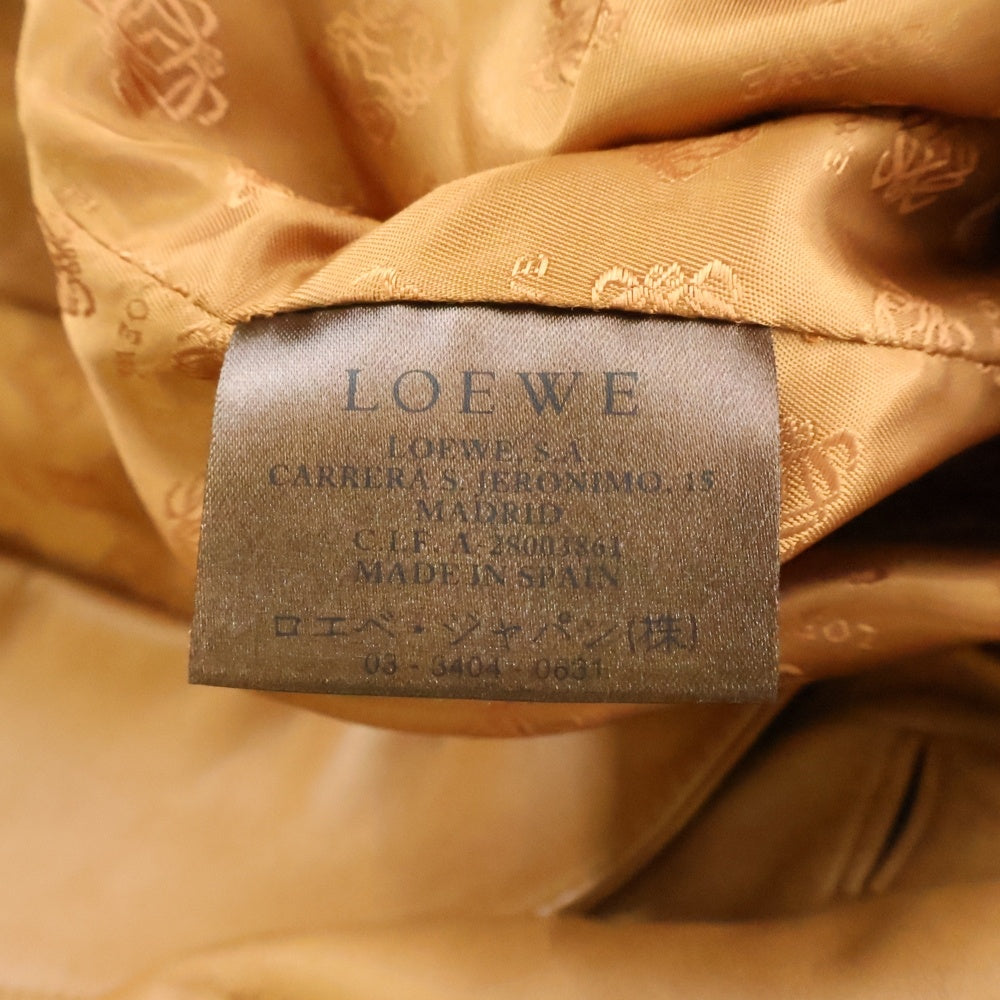 LOEWE
LOEWE, S.A.
CARRERA S. JERONIMO, 15
MADRID
C.I.F. A-28003861
MADE IN SPAIN
ロエベ・ジャパン(株)
03-3404-0631